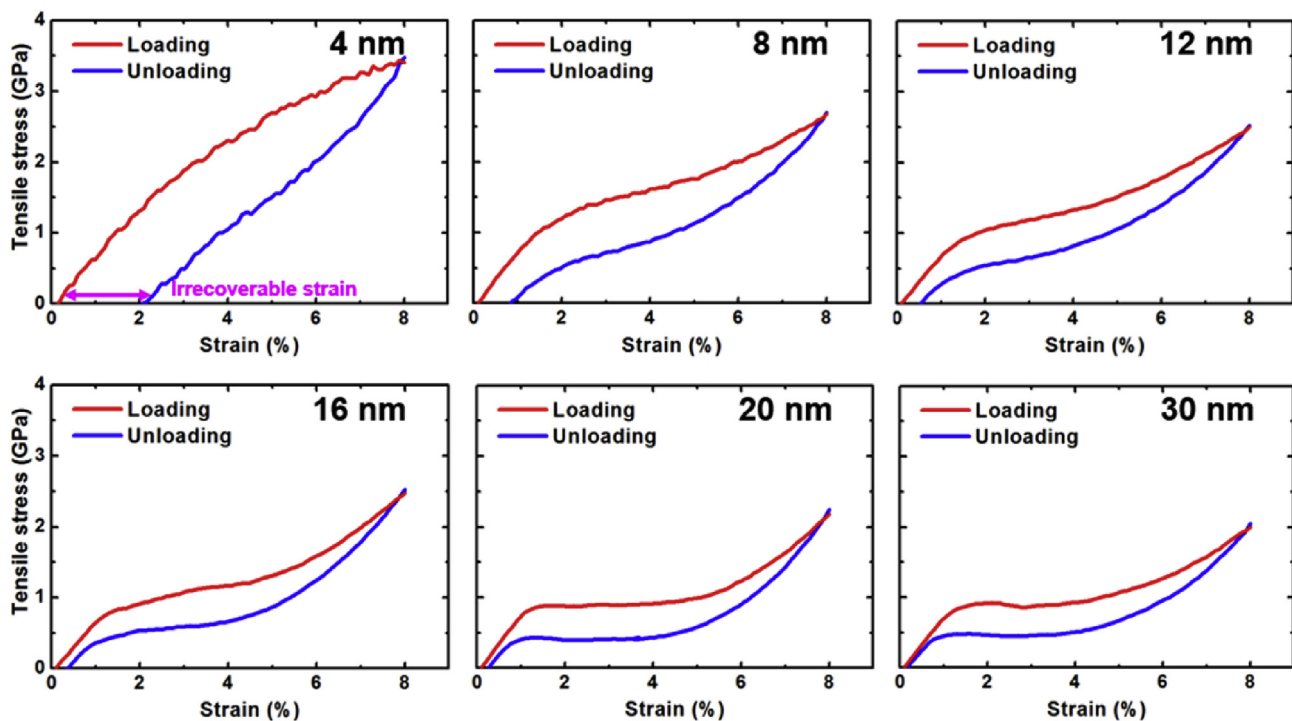 Loading
Unloading
4 nm
Tensile stress (GPa)
4
3
2
1
0
Irrecoverable strain
0 2 4 6 8
Strain (%)
Loading
Unloading
8 nm
0 2 4 6 8
Strain (%)
Loading
Unloading
12 nm
0 2 4 6 8
Strain (%)
Loading
Unloading
16 nm
Tensile stress (GPa)
4
3
2
1
0
0 2 4 6 8
Strain (%)
Loading
Unloading
20 nm
0 2 4 6 8
Strain (%)
Loading
Unloading
30 nm
0 2 4 6 8
Strain (%)